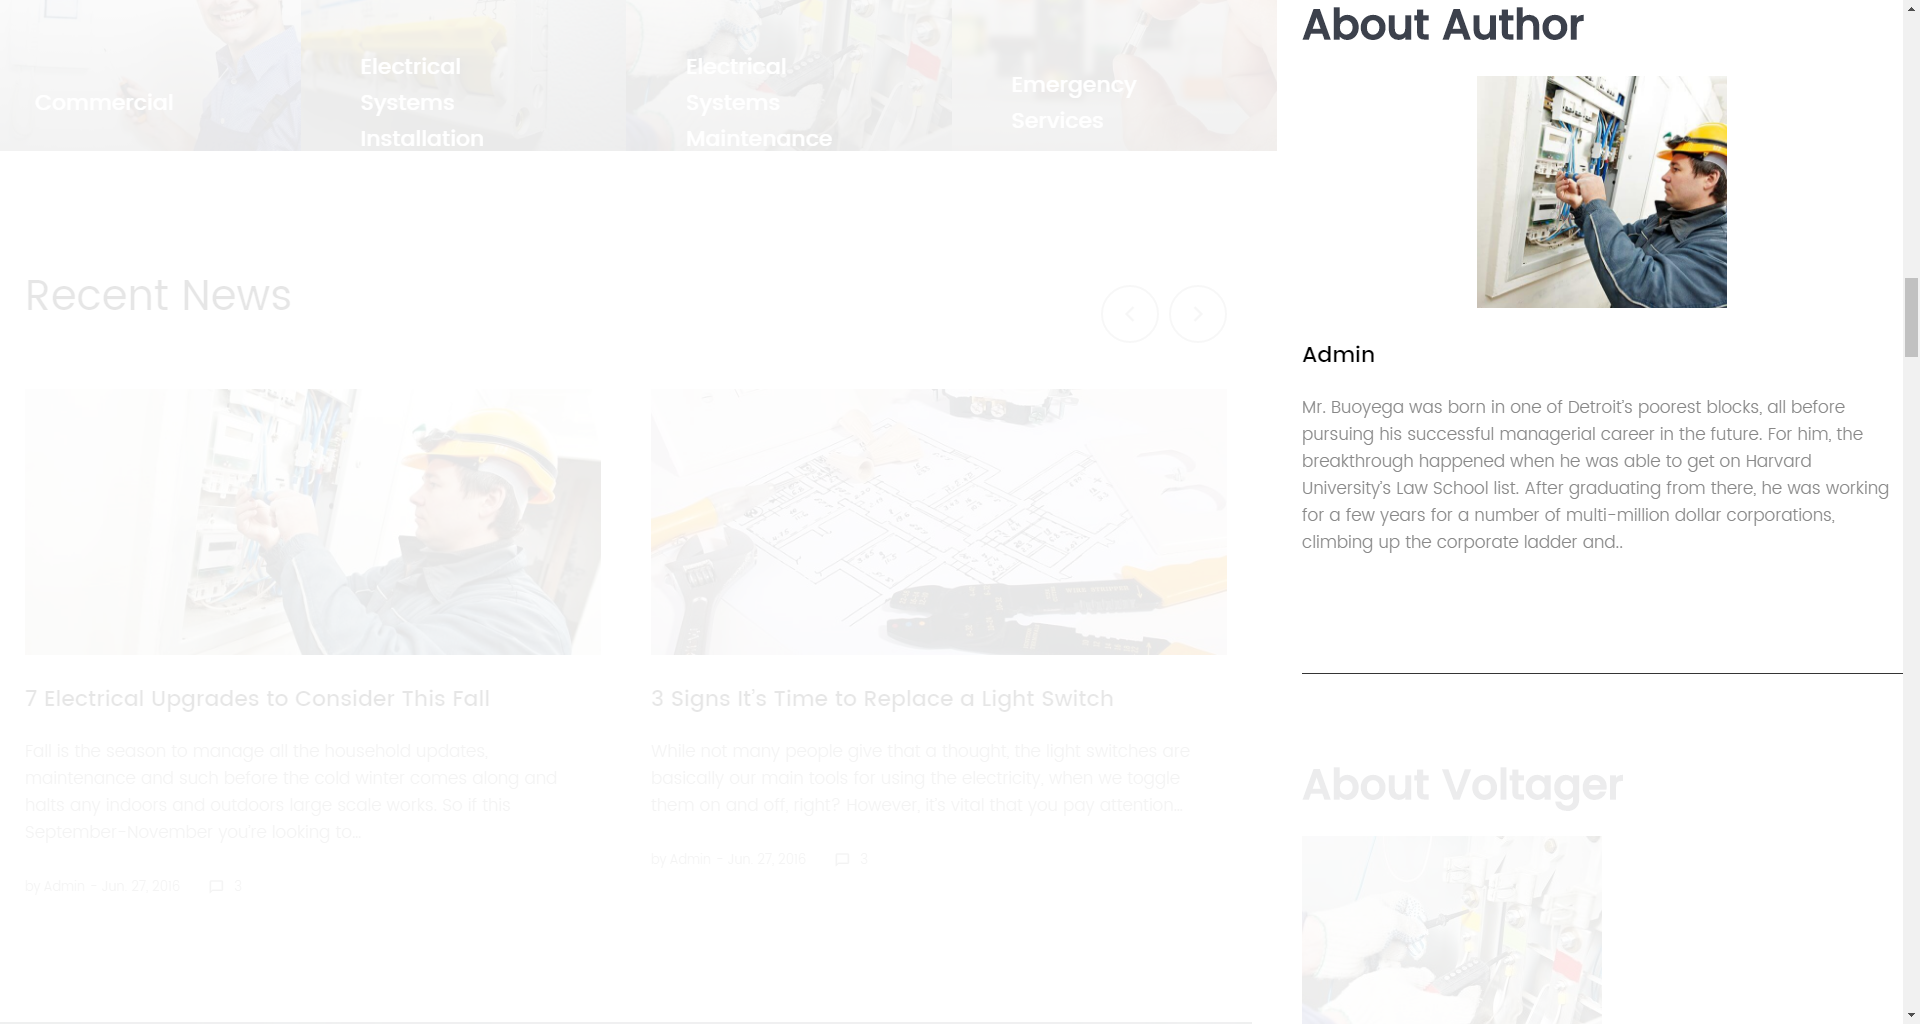 Commercial
Electrical
Systems
Installation
Electrical
Systems
Maintenance
Emergency
Services
Recent News
7 Electrical Upgrades to Consider This Fall
Fall is the season to manage all the household updates,
maintenance and such before the cold winter comes along and
halts any indoors and outdoors large scale works. So if this
September-November you're looking to...
by Admin - Jun. 27, 2016 3
3 Signs It's Time to Replace a Light Switch
While not many people give that a thought, the light switches are
basically our main tools for using the electricity, when we toggle
them on and off, right? However, it's vital that you pay attention...
by Admin - Jun. 27, 2016 3
About Author
Admin
Mr. Buoyega was born in one of Detroit's poorest blocks, all before
pursuing his successful managerial career in the future. For him, the
breakthrough happened when he was able to get on Harvard
University's Law School list. After graduating from there, he was working
for a few years for a number of multi-million dollar corporations,
climbing up the corporate ladder and..
About Voltager